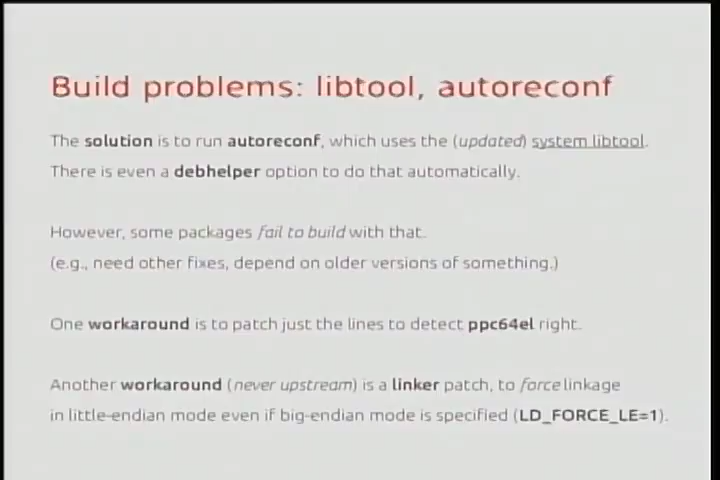 Build problems: libtool, autoreconf
The solution is to run autoreconf, which uses the (updated) system libtool.
There is even a debhelper option to do that automatically.
However, some packages fail to build with that.
(e.g., need other fixes, depend on older versions of something.)
One workaround is to patch just the lines to detect ppc64el right.
Another workaround (never upstream) is a linker patch, to force linkage
in little-endian mode even if big-endian mode is specified (LD_FORCE_LE=1).